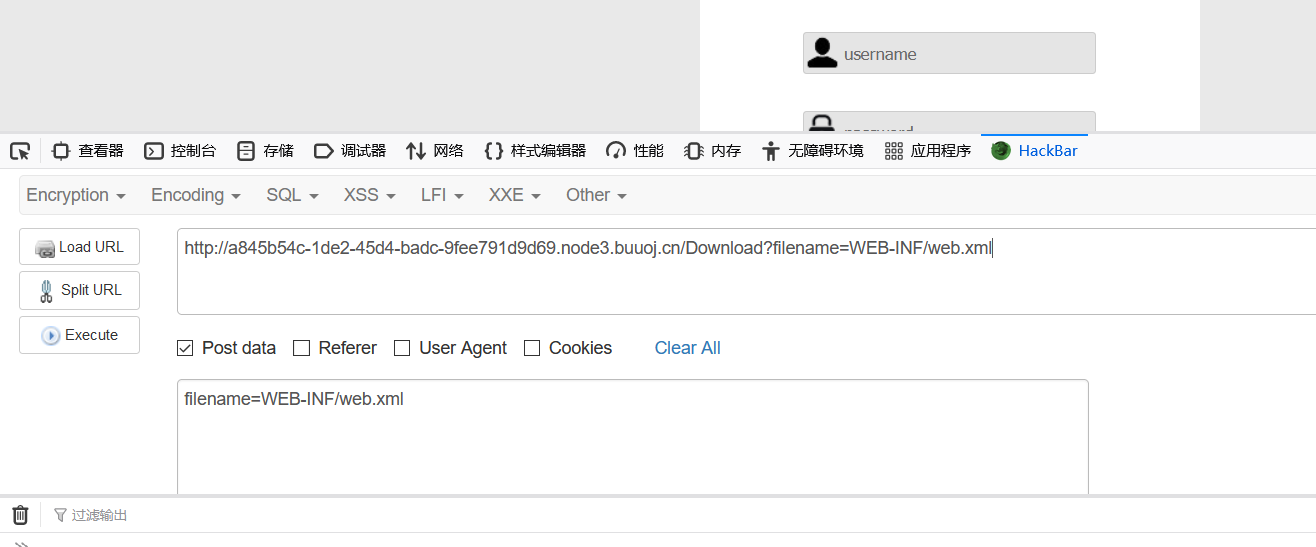 username
password
查看器 控制台 存储 调试器 网络 样式编辑器 性能 内存 无障碍环境 应用程序 HackBar
Encryption Encoding SQL XSS LFI XXE Other
Load URL
http://a845b54c-1de2-45d4-badc-9fee791d9d69.node3.buuoj.cn/Download?filename=WEB-INF/web.xml
Split URL
Execute
Post data Referer User Agent Cookies Clear All
filename=WEB-INF/web.xml
过滤输出